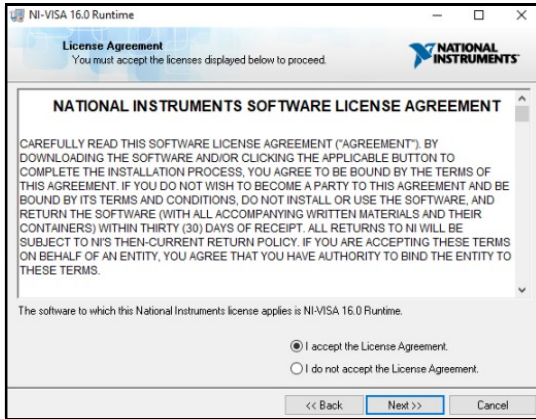 NI-VISA 16.0 Runtime
License Agreement
You must accept the licenses displayed below to proceed.
NATIONAL
INSTRUMENTS
NATIONAL INSTRUMENTS SOFTWARE LICENSE AGREEMENT
CAREFULLY READ THIS SOFTWARE LICENSE AGREEMENT ("AGREEMENT"). BY
DOWNLOADING THE SOFTWARE AND/OR CLICKING THE APPLICABLE BUTTON TO
COMPLETE THE INSTALLATION PROCESS, YOU AGREE TO BE BOUND BY THE TERMS OF
THIS AGREEMENT. IF YOU DO NOT WISH TO BECOME A PARTY TO THIS AGREEMENT AND BE
BOUND BY ITS TERMS AND CONDITIONS, DO NOT INSTALL OR USE THE SOFTWARE, AND
RETURN THE SOFTWARE (WITH ALL ACCOMPANYING WRITTEN MATERIALS AND THEIR
CONTAINERS) WITHIN THIRTY (30) DAYS OF RECEIPT. ALL RETURNS TO NI WILL BE
SUBJECT TO NI'S THEN-CURRENT RETURN POLICY. IF YOU ARE ACCEPTING THESE TERMS
ON BEHALF OF AN ENTITY, YOU AGREE THAT YOU HAVE AUTHORITY TO BIND THE ENTITY TO
THESE TERMS.
The software to which this National Instruments license applies is NI-VISA 16.0 Runtime.
I accept the License Agreement.
I do not accept the License Agreement.
<< Back
Next >>
Cancel